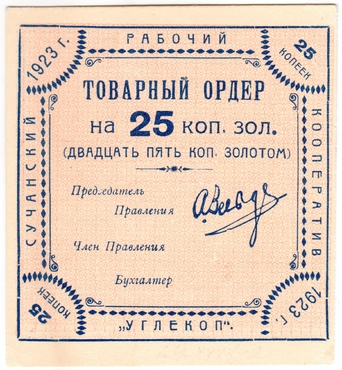 1923 г.
РАБОЧИЙ
25 КОПЕЕК
СУЧАНСКИЙ
КООПЕРАТИВ
ТОВАРНЫЙ ОРДЕР
на 25 коп. зол.
(ДВАДЦАТЬ ПЯТЬ КОП. ЗОЛОТОМ)
Председатель
Правления
Член Правления
Бухгалтер
25 КОПЕЕК
1923 г.
„УГЛЕКОП".